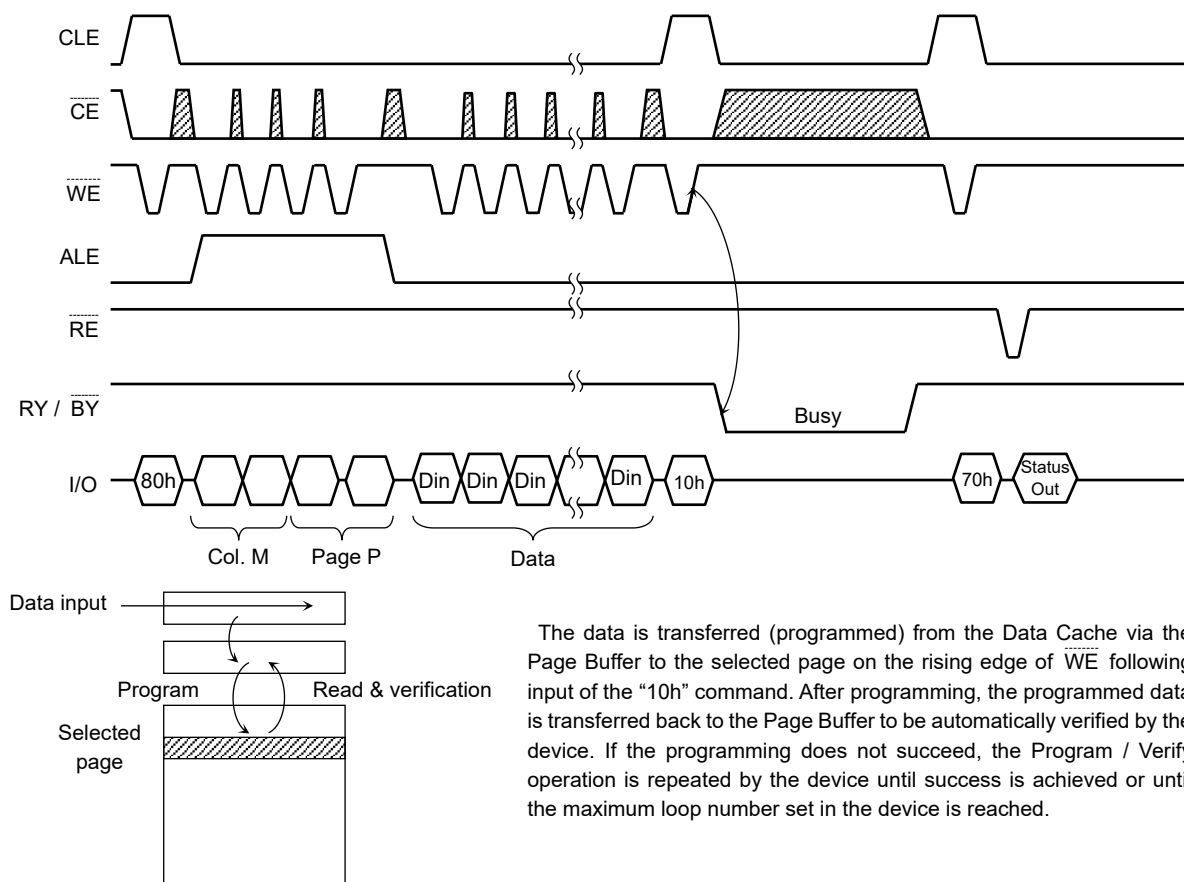 CLE
CE
WE
ALE
RE
RY / BY
Busy
I/O
80h
Din
Din
Din
Din
10h
70h
Status
Out
Col. M
Page P
Data
Data input
Program
Read & verification
Selected
page
The data is transferred (programmed) from the Data Cache via the
Page Buffer to the selected page on the rising edge of WE following
input of the “10h” command. After programming, the programmed data
is transferred back to the Page Buffer to be automatically verified by the
device. If the programming does not succeed, the Program / Verify
operation is repeated by the device until success is achieved or unti
the maximum loop number set in the device is reached.